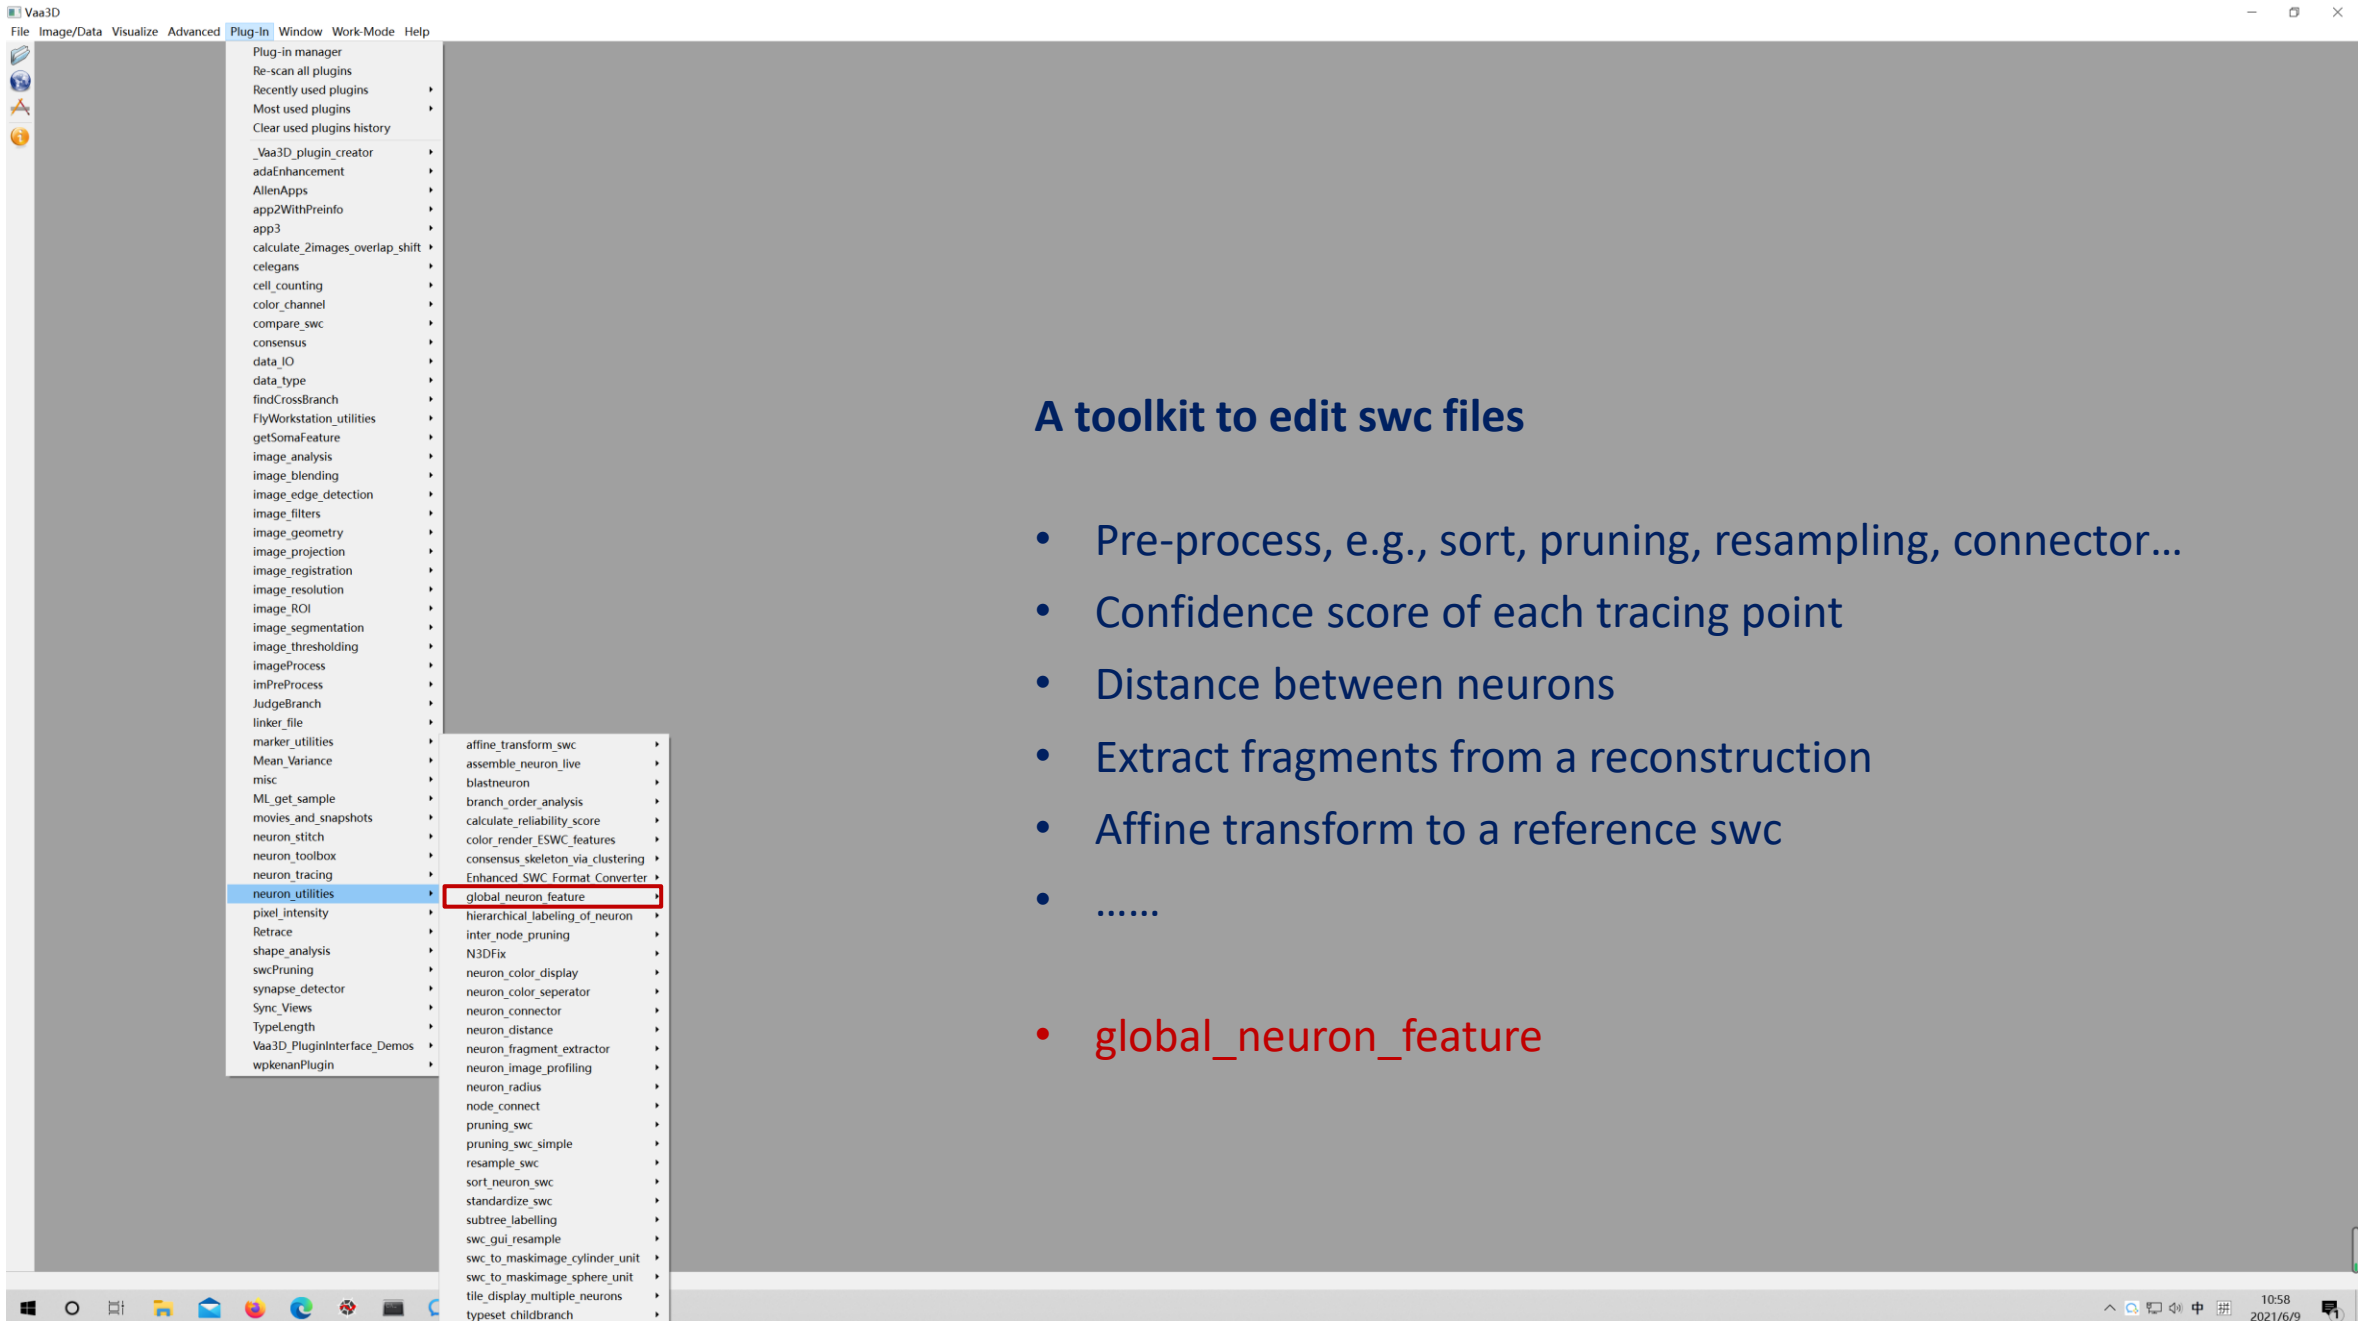 Vaa3D
File Image/Data Visualize Advanced Plug-In Window Work-Mode Help
Plug-in manager
Re-scan all plugins
Recently used plugins
Most used plugins
Clear used plugins history
_Vaa3D_plugin_creator
adaEnhancement
AllenApps
app2WithPreinfo
app3
calculate_2images_overlap_shift
celegans
cell_counting
color_channel
compare_swc
consensus
data_IO
data_type
findCrossBranch
FlyWorkstation_utilities
getSomaFeature
image_analysis
image_blending
image_edge_detection
image_filters
image_geometry
image_projection
image_registration
image_resolution
image_ROI
image_segmentation
image_thresholding
imageProcess
imPreProcess
JudgeBranch
linker_file
marker_utilities
Mean_Variance
misc
ML_get_sample
movies_and_snapshots
neuron_stitch
neuron_toolbox
neuron_tracing
neuron_utilities
pixel_intensity
Retrace
shape_analysis
swcPruning
synapse_detector
Sync_Views
TypeLength
Vaa3D_PluginInterface_Demos
wpkenanPlugin
affine_transform_swc
assemble_neuron_live
blastneuron
branch_order_analysis
calculate_reliability_score
color_render_ESWC_features
consensus_skeleton_via_clustering
Enhanced_SWC_Format_Converter
global_neuron_feature
hierarchical_labeling_of_neuron
inter_node_pruning
N3DFix
neuron_color_display
neuron_color_seperator
neuron_connector
neuron_distance
neuron_fragment_extractor
neuron_image_profiling
neuron_radius
node_connect
pruning_swc
pruning_swc_simple
resample_swc
sort_neuron_swc
standardize_swc
subtree_labelling
swc_gui_resample
swc_to_maskimage_cylinder_unit
swc_to_maskimage_sphere_unit
tile_display_multiple_neurons
typeset_childbranch
A toolkit to edit swc files
• Pre-process, e.g., sort, pruning, resampling, connector…
• Confidence score of each tracing point
• Distance between neurons
• Extract fragments from a reconstruction
• Affine transform to a reference swc
• ……
• global_neuron_feature
中 拼
10:58
2021/6/9
1